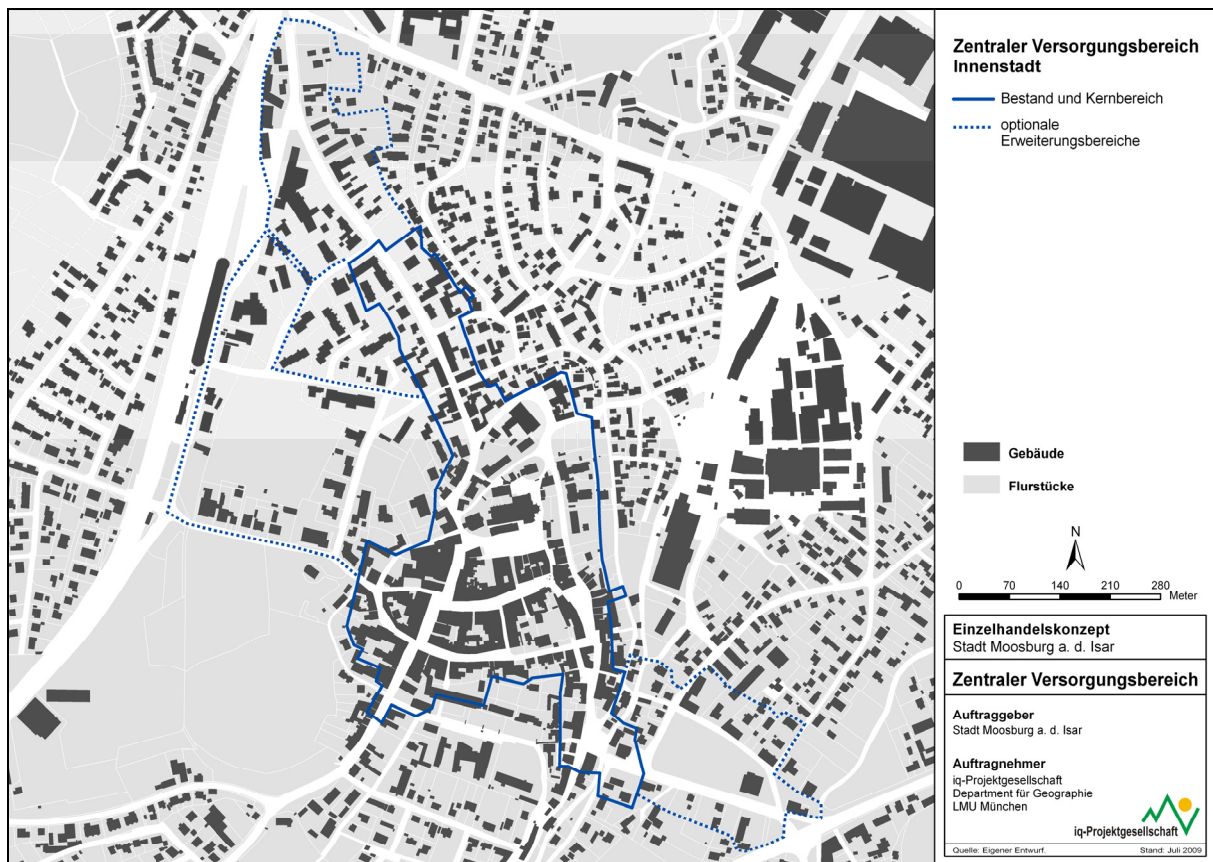 Zentraler Versorgungsbereich
Innenstadt
Bestand und Kernbereich
optionale
Erweiterungsbereiche
Gebäude
Flurstücke
N
0 70 140 210 280
Meter
Einzelhandelskonzept
Stadt Moosburg a. d. Isar
Zentraler Versorgungsbereich
Auftraggeber
Stadt Moosburg a. d. Isar
Auftragnehmer
iq-Projektgesellschaft
Department für Geographie
LMU München
iq-Projektgesellschaft
Quelle: Eigener Entwurf. Stand: Juli 2009